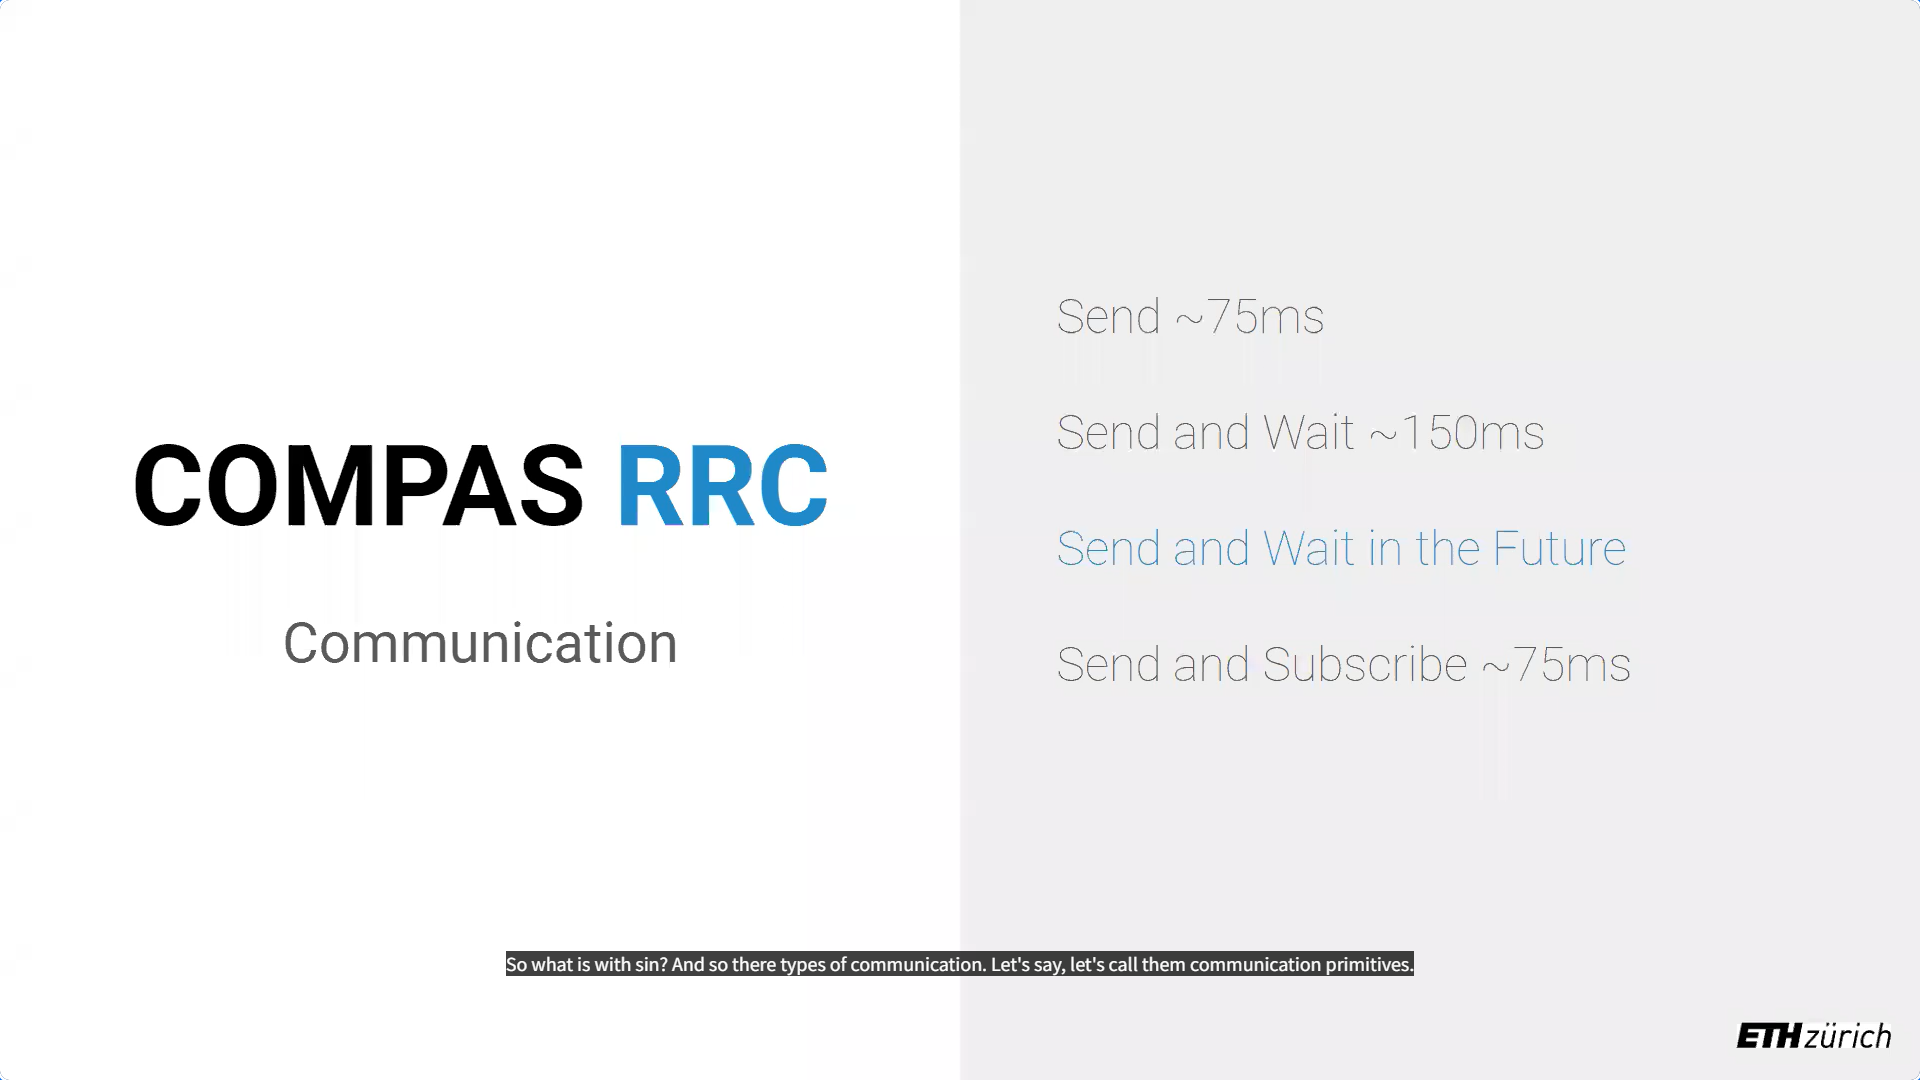 COMPAS RRC
Communication
Send ~75ms
Send and Wait ~150ms
Send and Wait in the Future
Send and Subscribe ~75ms
So what is with sin? And so there types of communication. Let's say, let's call them communication primitives.
ETH zürich